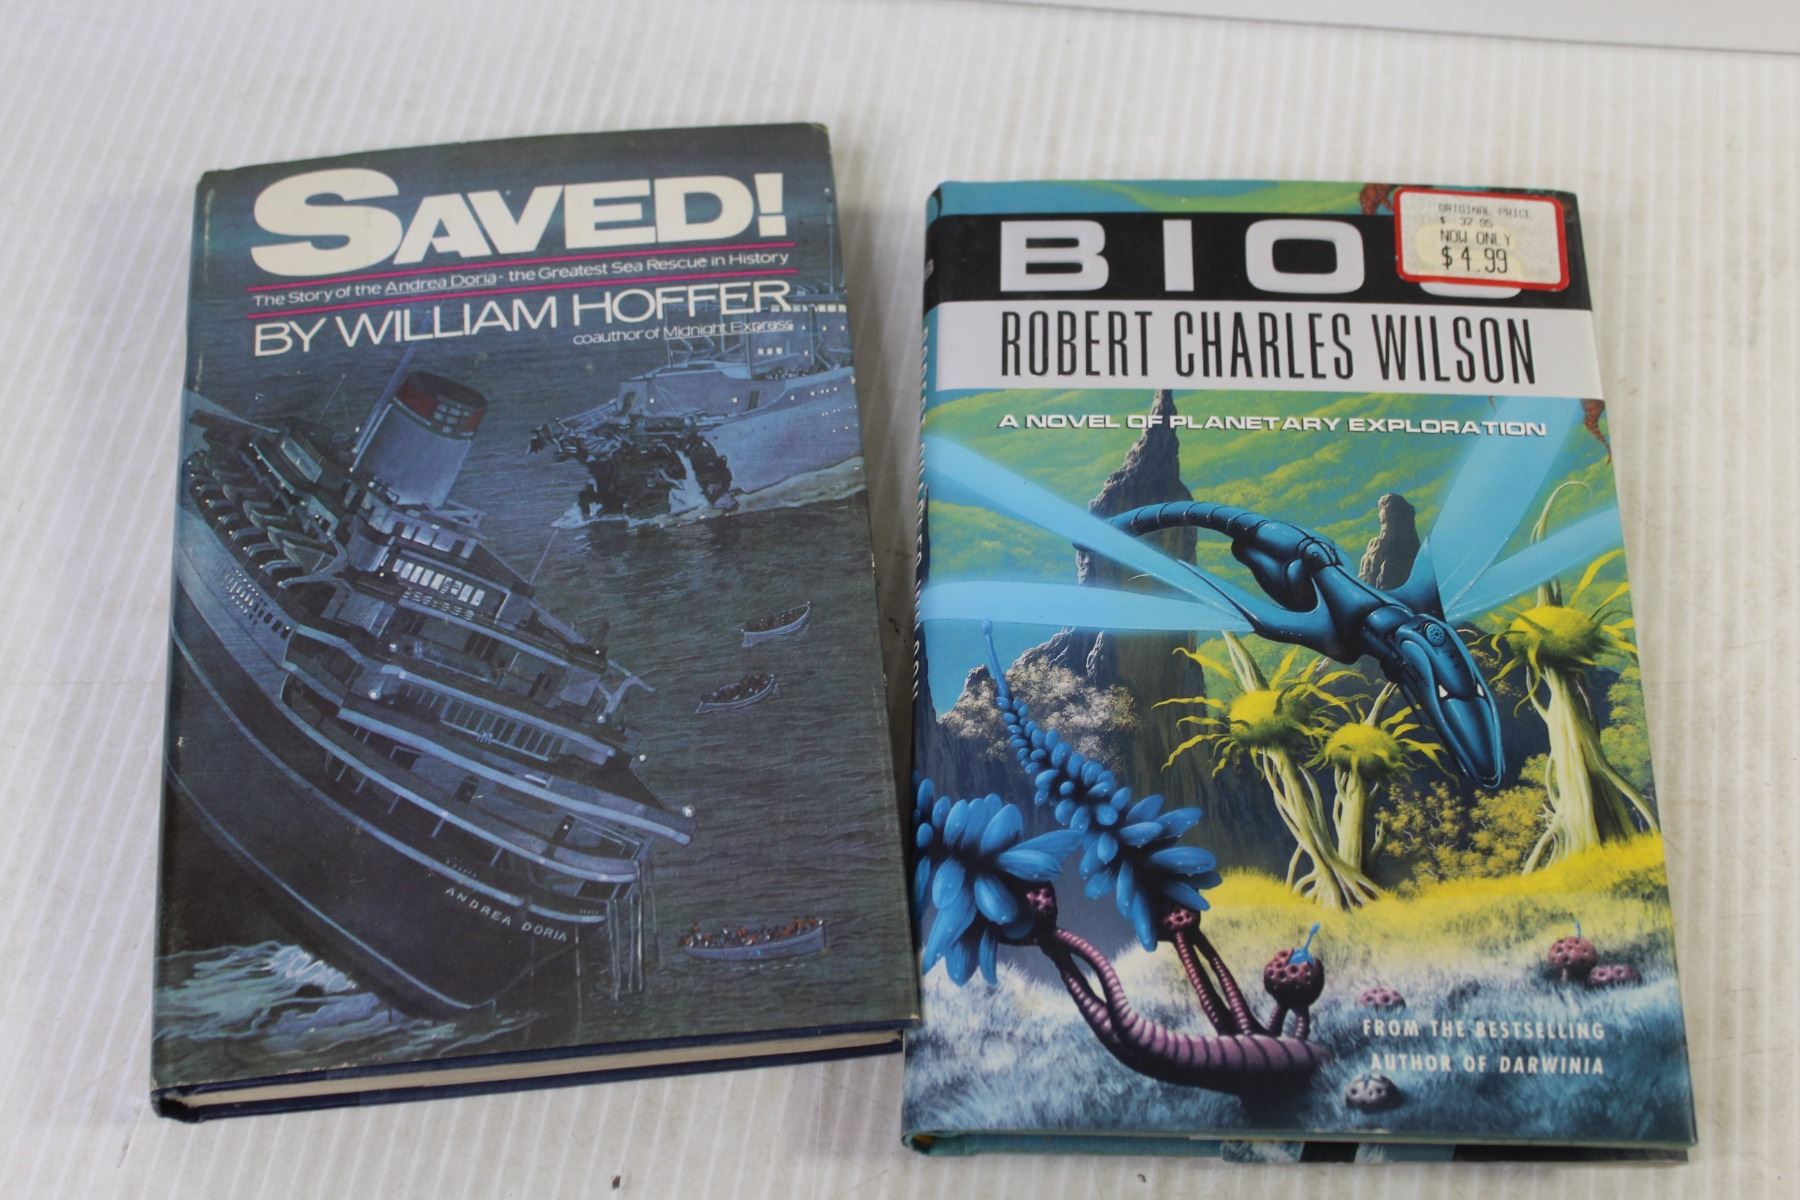 SAVED!
The Story of the Andrea Doria - the Greatest Sea Rescue in History
BY WILLIAM HOFFER
coauthor of Midnight Express
ANDREA DORIA
BIO
ORIGINAL PRICE
$ 37.95
NOW ONLY
$4.99
ROBERT CHARLES WILSON
A NOVEL OF PLANETARY EXPLORATION
FROM THE BESTSELLING
AUTHOR OF DARWINIA